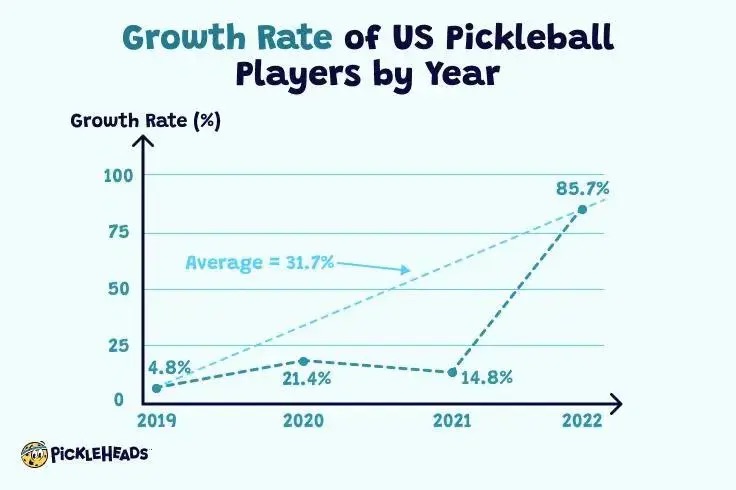 Growth Rate of US Pickleball
Players by Year
Growth Rate (%)
100
85.7%
75
Average = 31.7%
50
25
4.8%
21.4%
14.8%
0
2019 2020 2021 2022
PICKLEHEADS